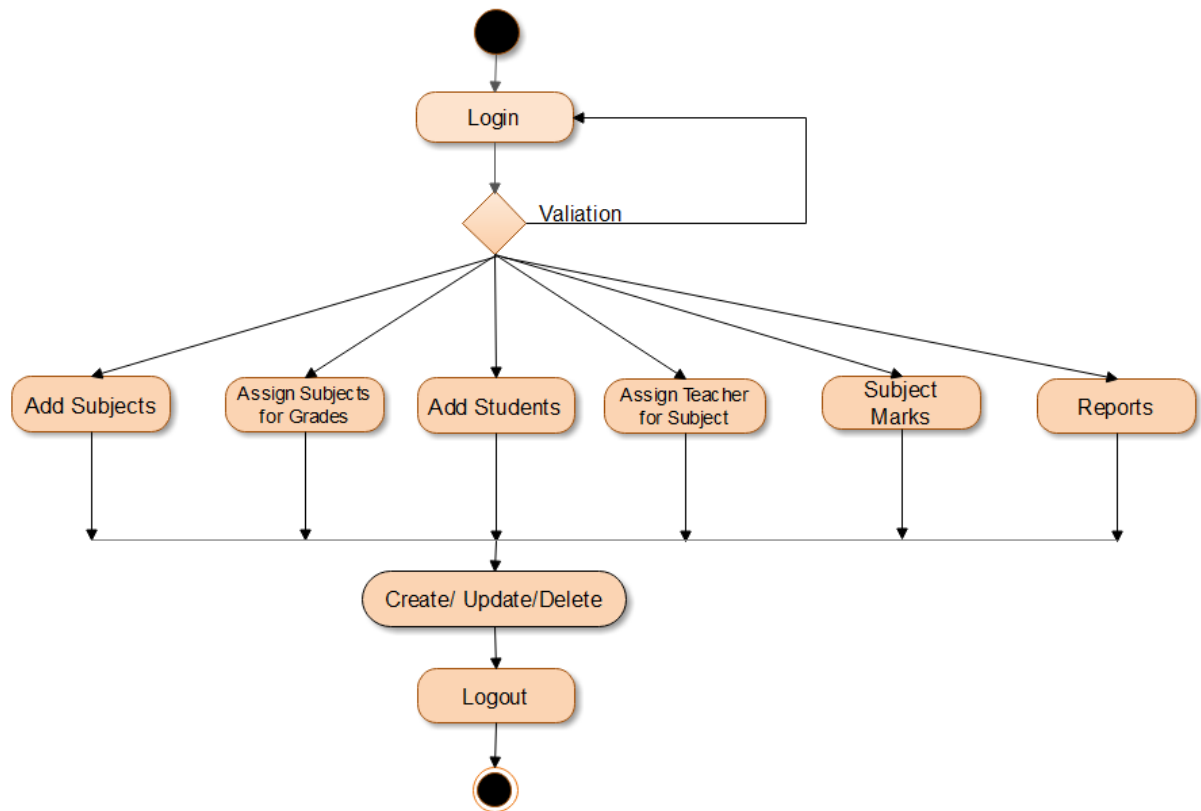 Login
Valiation
Add Subjects
Assign Subjects
for Grades
Add Students
Assign Teacher
for Subject
Subject
Marks
Reports
Create/ Update/Delete
Logout